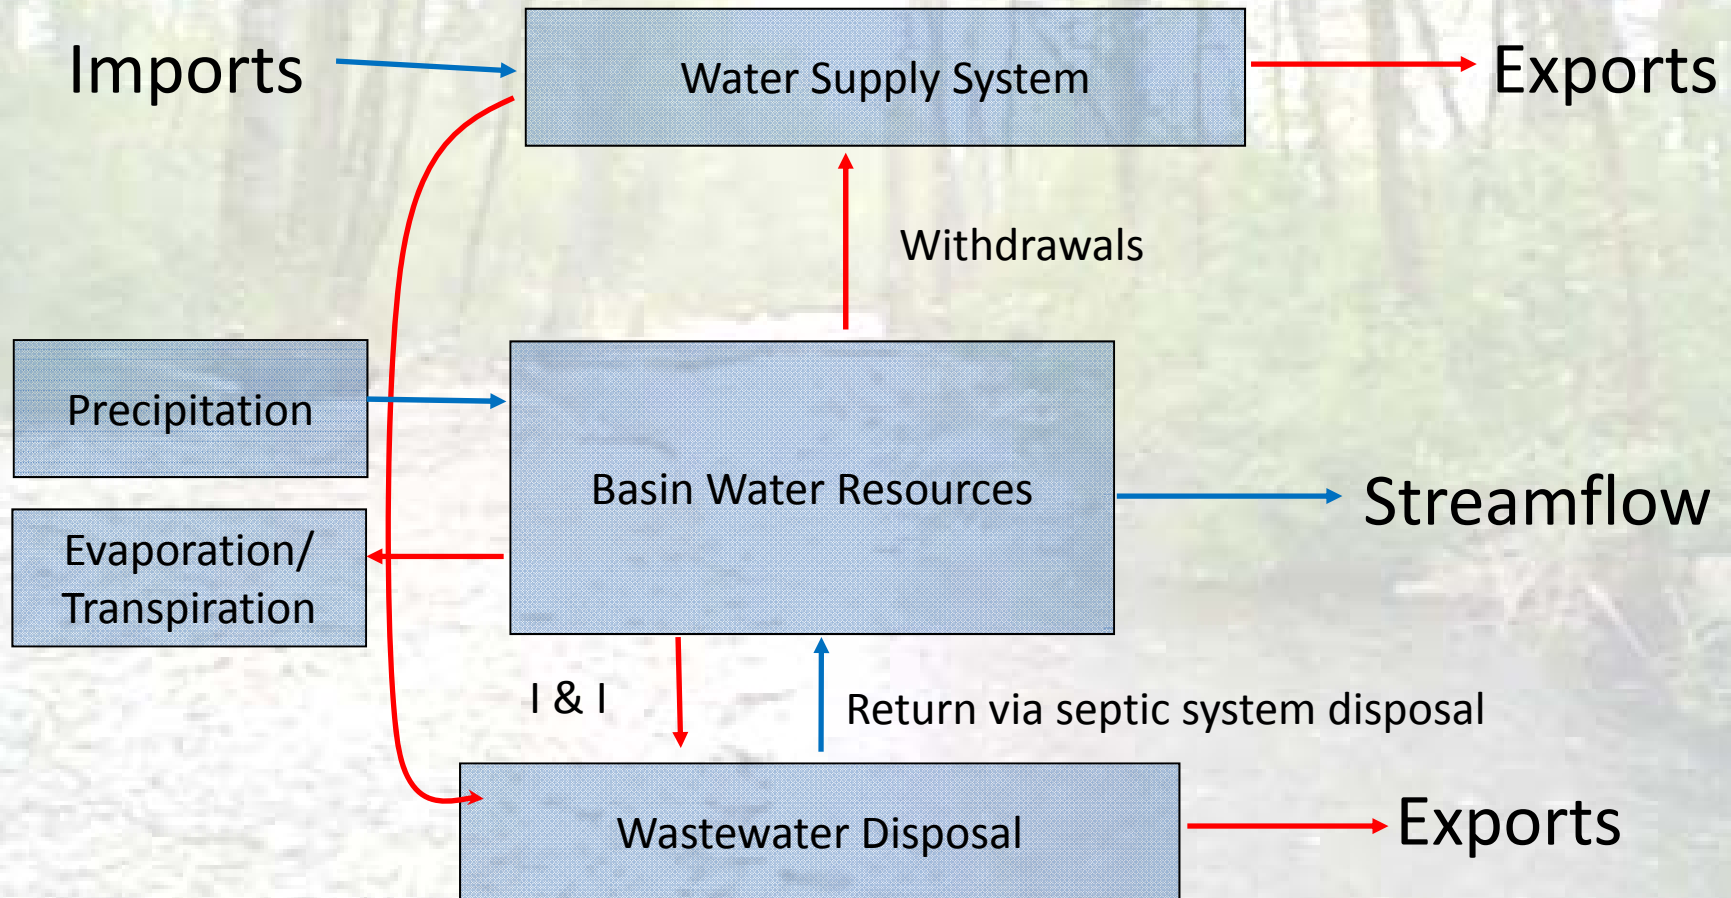 Imports
Water Supply System
Exports
Withdrawals
Precipitation
Basin Water Resources
Streamflow
Evaporation/
Transpiration
I & I
Return via septic system disposal
Wastewater Disposal
Exports